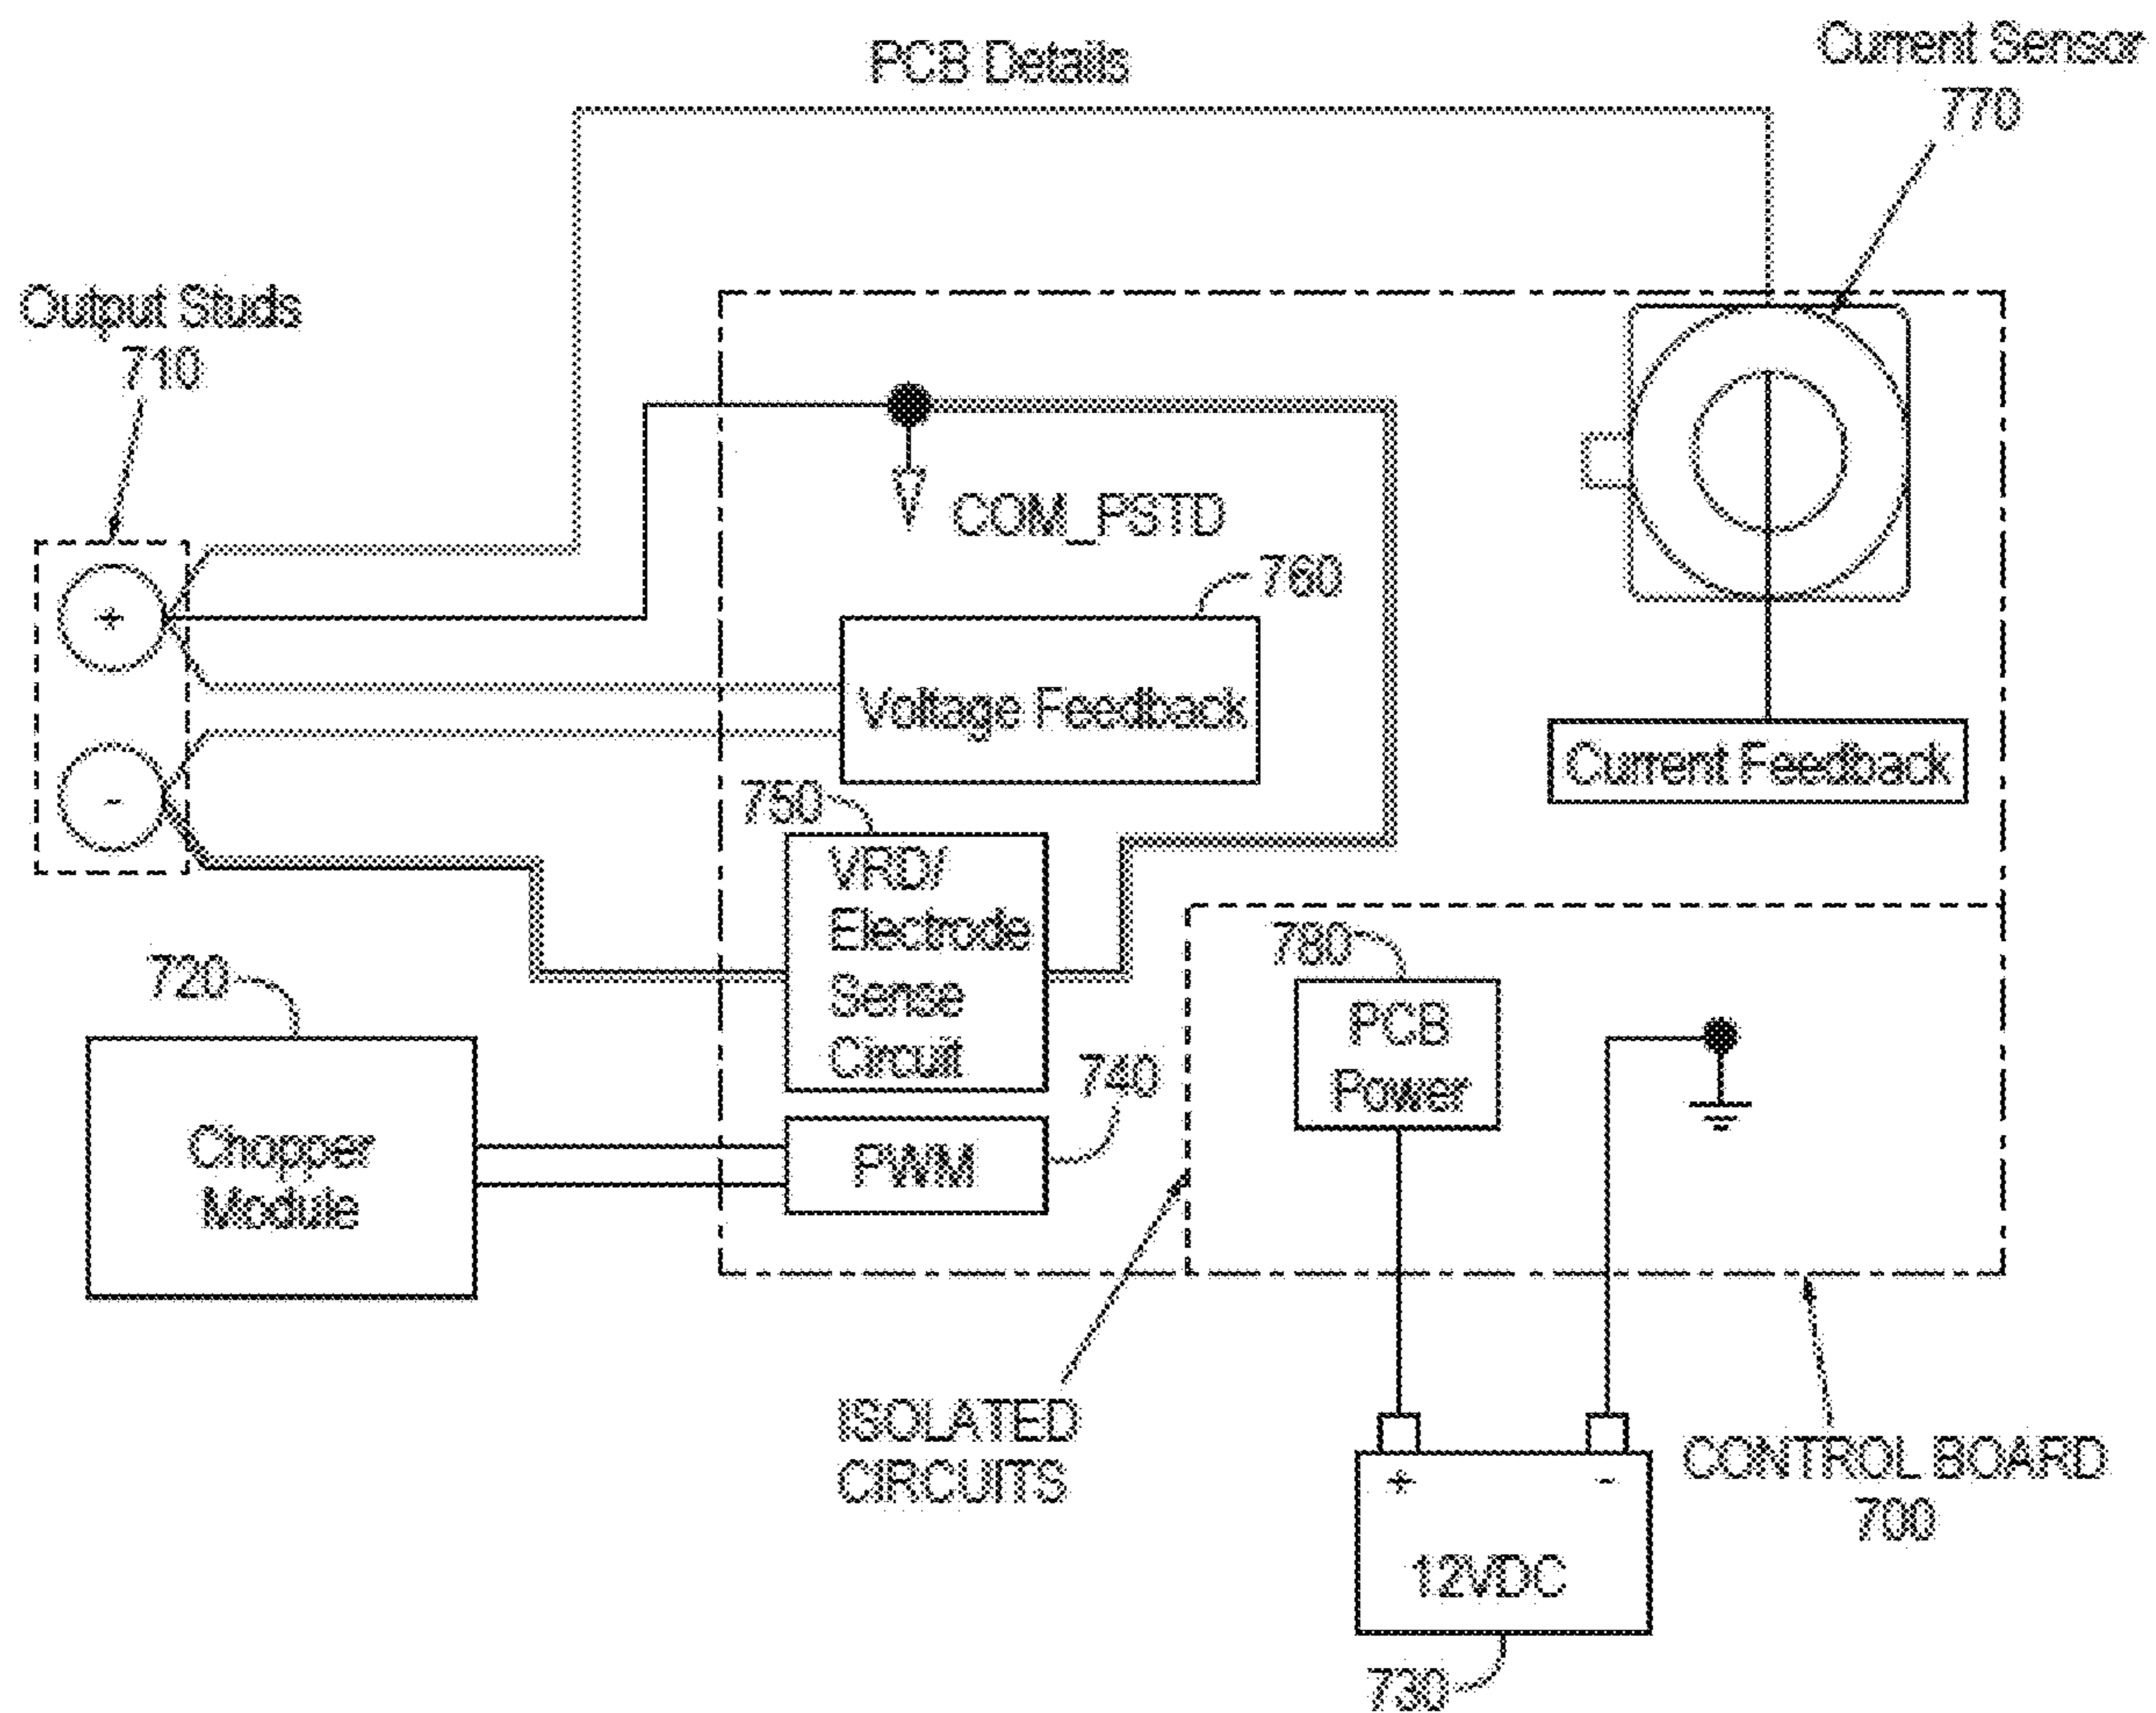 PCB Details
Current Sensor
770
Output Studs
710
+
-
COM_PSTD
760
Voltage Feedback
Current Feedback
750
VRD/
Electrode
Sense
Circuit
720
Chopper
Module
740
PWM
780
PCB
Power
ISOLATED
CIRCUITS
CONTROL BOARD
700
+
-
12VDC
730